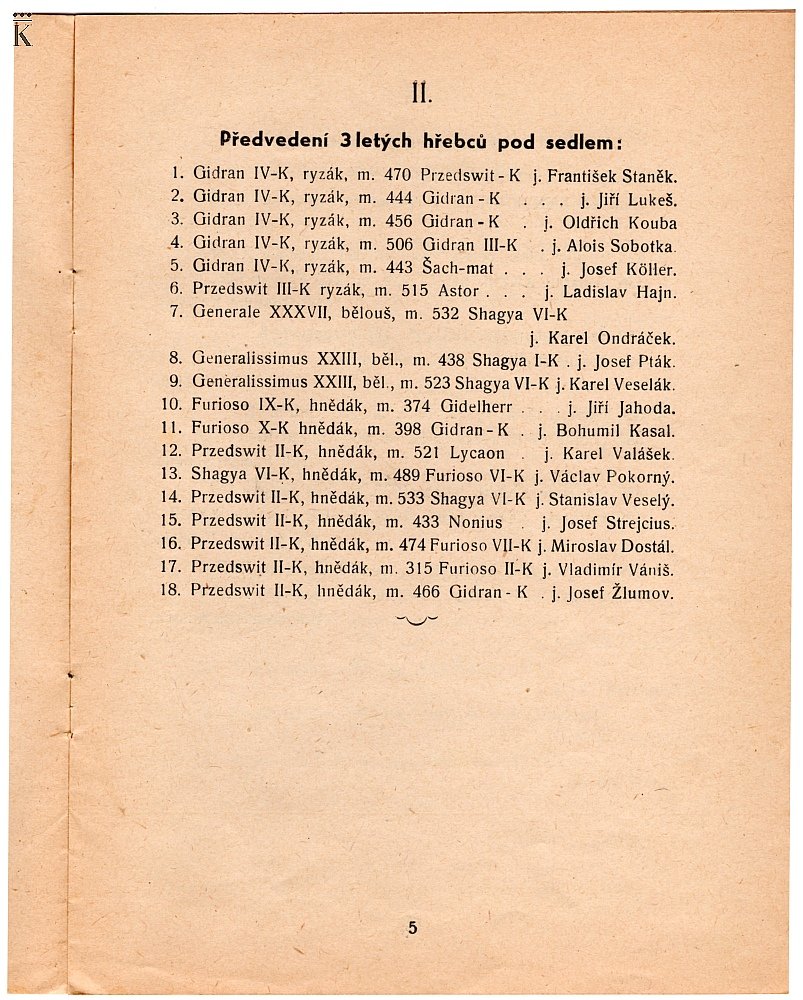 K
II.
Předvedení 3letých hřebců pod sedlem:
1. Gidran IV-K, ryzák, m. 470 Przedswit-K j. František Staněk.
2. Gidran IV-K, ryzák, m. 444 Gidran-K . . . j. Jiří Lukeš.
3. Gidran IV-K, ryzák, m. 456 Gidran-K . j. Oldřich Kouba
4. Gidran IV-K, ryzák, m. 506 Gidran III-K . j. Alois Sobotka.
5. Gidran IV-K, ryzák, m. 443 Šach-mat . . . j. Josef Köller.
6. Przedswit III-K ryzák, m. 515 Astor . . . j. Ladislav Hajn.
7. Generale XXXVII, bělouš, m. 532 Shagya VI-K
j. Karel Ondráček.
8. Generalissimus XXIII, běl., m. 438 Shagya I-K . j. Josef Pták.
9. Generalissimus XXIII, běl., m. 523 Shagya VI-K j. Karel Veselák.
10. Furioso IX-K, hnědák, m. 374 Gidelherr . . . j. Jiří Jahoda.
11. Furioso X-K hnědák, m. 398 Gidran-K . j. Bohumil Kasal.
12. Przedswit II-K, hnědák, m. 521 Lycaon . j. Karel Valášek.
13. Shagya VI-K, hnědák, m. 489 Furioso VI-K j. Václav Pokorný.
14. Przedswit II-K, hnědák, m. 533 Shagya VI-K j. Stanislav Veselý.
15. Przedswit II-K, hnědák, m. 433 Nonius . j. Josef Strejcius.
16. Przedswit II-K, hnědák, m. 474 Furioso VII-K j. Miroslav Dostál.
17. Przedswit II-K, hnědák, m. 315 Furioso II-K j. Vladimír Vániš.
18. Przedswit II-K, hnědák, m. 466 Gidran-K . j. Josef Žlumov.
5